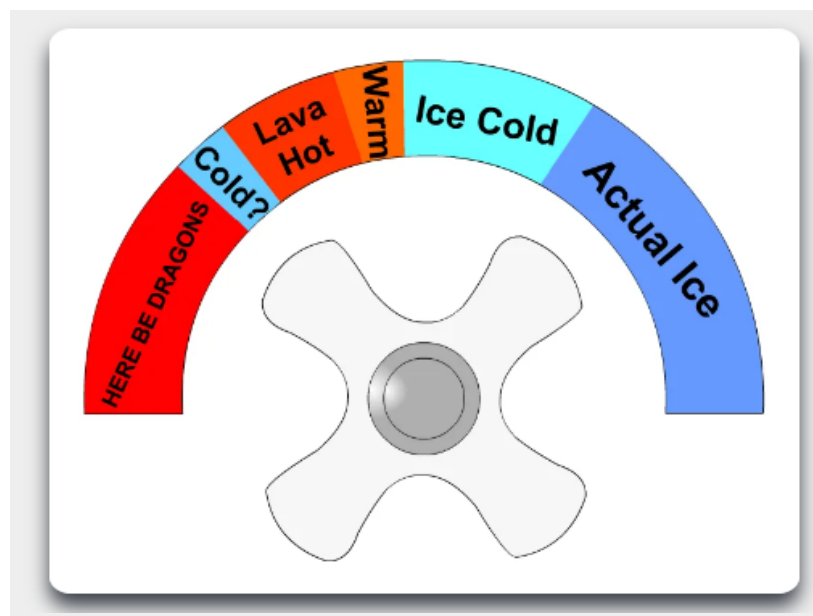 HERE BE DRAGONS
Cold?
Lava
Hot
Warm
Ice Cold
Actual Ice